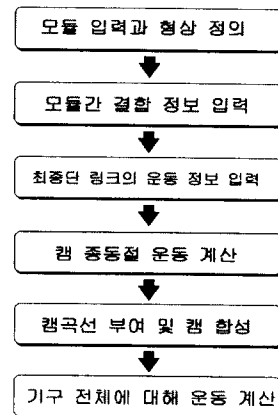 모듈 입력과 형상 정의
모듈간 결합 정보 입력
최종단 링크의 운동 정보 입력
캠 종동절 운동 계산
캠곡선 부여 및 캠 합성
기구 전체에 대해 운동 계산